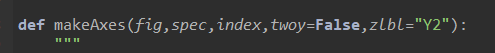 def makeAxes(fig,spec,index,twoy=False,zlbl="Y2"):
"""